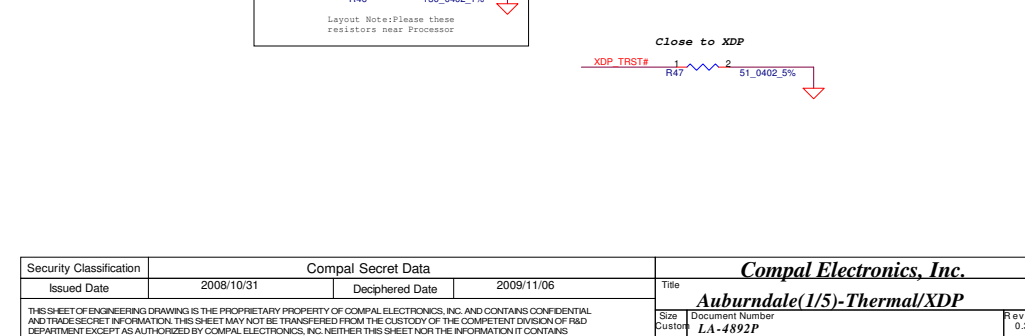 Layout Note:Please these
resistors near Processor
Close to XDP
XDP_TRST# 1 2
R47 51_0402_5%
Security Classification Compal Secret Data Compal Electronics, Inc.
Issued Date 2008/10/31 Deciphered Date 2009/11/06 Title
Auburndale(1/5)-Thermal/XDP
THIS SHEET OF ENGINEERING DRAWING IS THE PROPRIETARY PROPERTY OF COMPAL ELECTRONICS, INC. AND CONTAINS CONFIDENTIAL
AND TRADE SECRET INFORMATION. THIS SHEET MAY NOT BE TRANSFERED FROM THE CUSTODY OF THE COMPETENT DIVISION OF R&D
DEPARTMENT EXCEPT AS AUTHORIZED BY COMPAL ELECTRONICS, INC. NEITHER THIS SHEET NOR THE INFORMATION IT CONTAINS
Size Document Number Rev
Custom LA-4892P